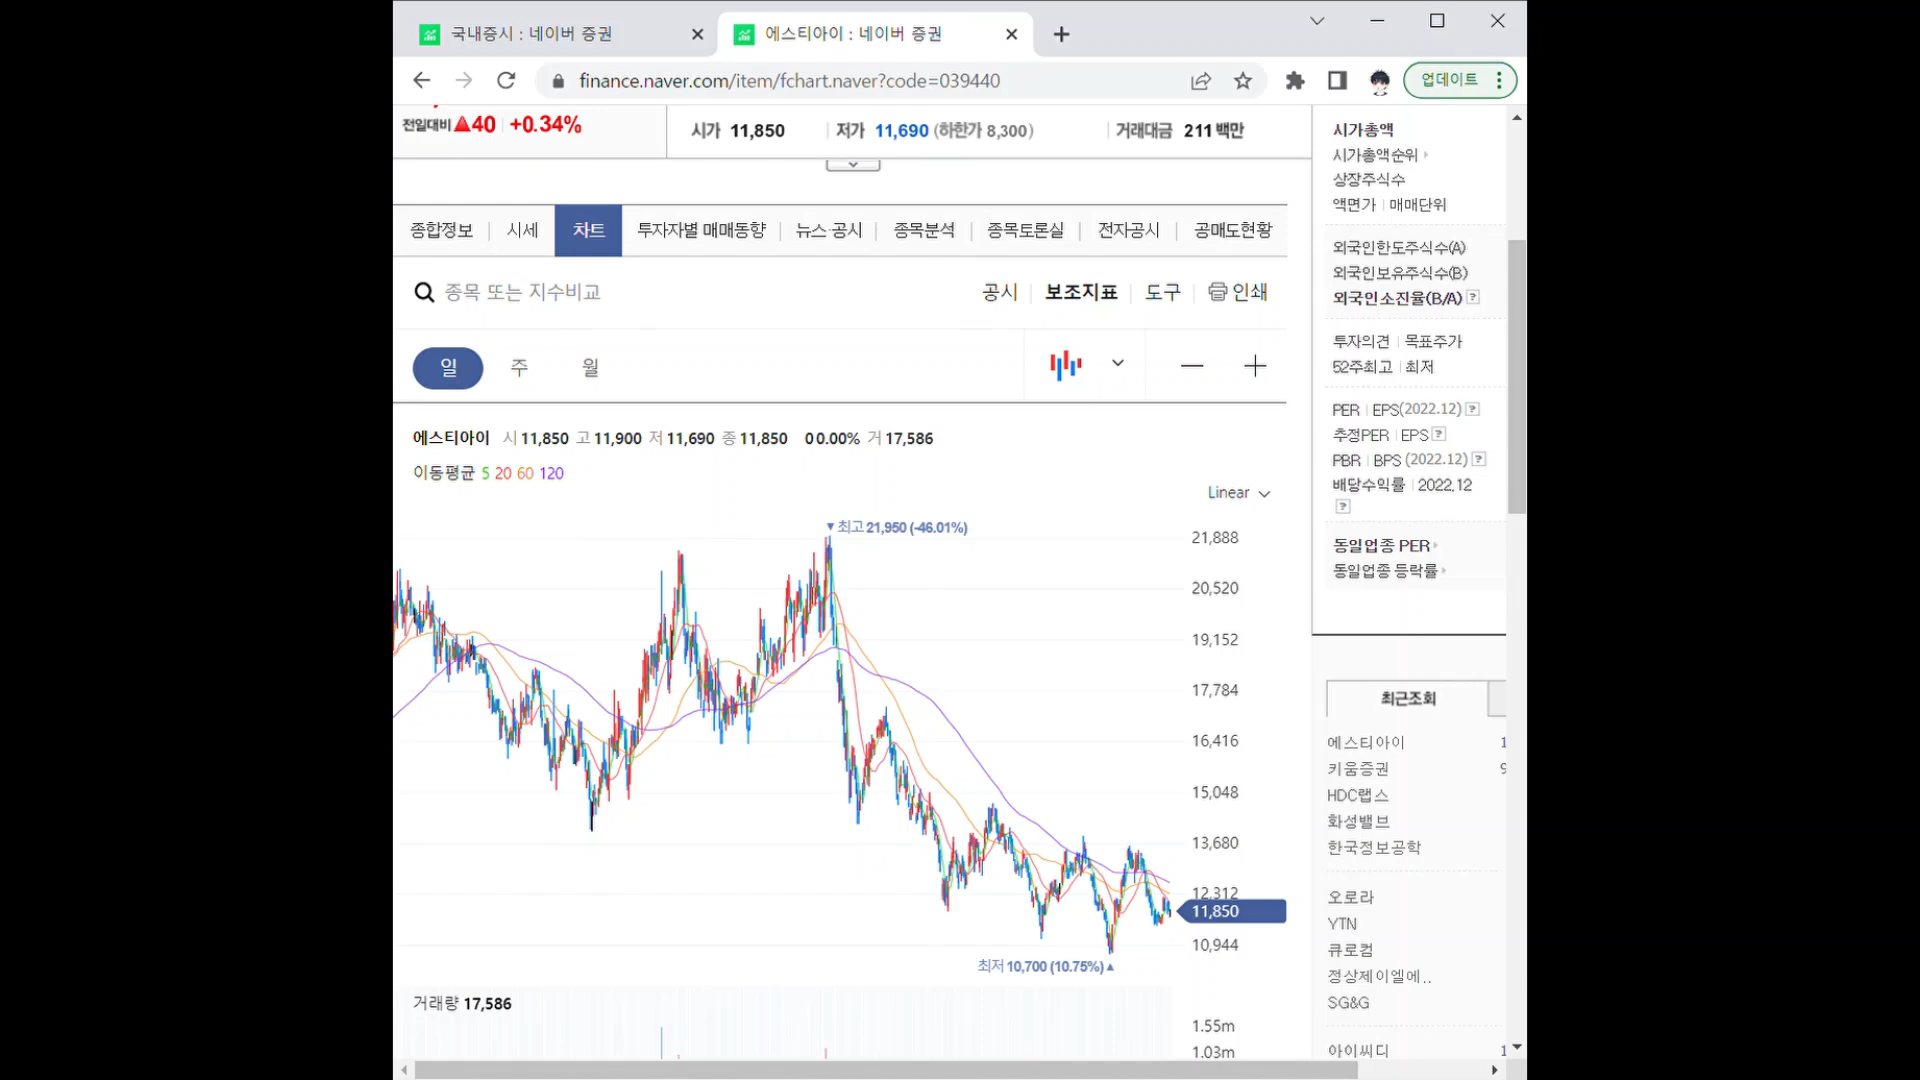 국내증시 : 네이버 증권
에스티아이 : 네이버 증권
finance.naver.com/item/fchart.naver?code=039440
업데이트
전일대비 ▲40 +0.34%
시가 11,850 저가 11,690 (하한가 8,300) 거래대금 211 백만
종합정보 시세 차트 투자자별 매매동향 뉴스·공시 종목분석 종목토론실 전자공시 공매도현황
종목 또는 지수비교
공시 보조지표 도구 인쇄
일 주 월
에스티아이 시 11,850 고 11,900 저 11,690 종 11,850 0 0.00% 거 17,586
이동평균 5 20 60 120
Linear
▼최고 21,950 (-46.01%)
21,888
20,520
19,152
17,784
16,416
15,048
13,680
12,312
11,850
10,944
최저 10,700 (10.75%)▲
거래량 17,586
1.55m
1.03m
시가총액
시가총액순위
상장주식수
액면가 매매단위
외국인한도주식수(A)
외국인보유주식수(B)
외국인소진율(B/A) ?
투자의견 목표주가
52주최고 최저
PER EPS(2022.12) ?
추정PER EPS ?
PBR BPS (2022.12) ?
배당수익률 2022.12
?
동일업종 PER
동일업종 등락률
최근조회
에스티아이 1
키움증권 9
HDC랩스
화성밸브
한국정보공학
오로라
YTN
큐로컴
정상제이엘에..
SG&G
아이씨디 1